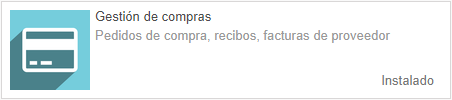 Gestión de compras
Pedidos de compra, recibos, facturas de proveedor
Instalado